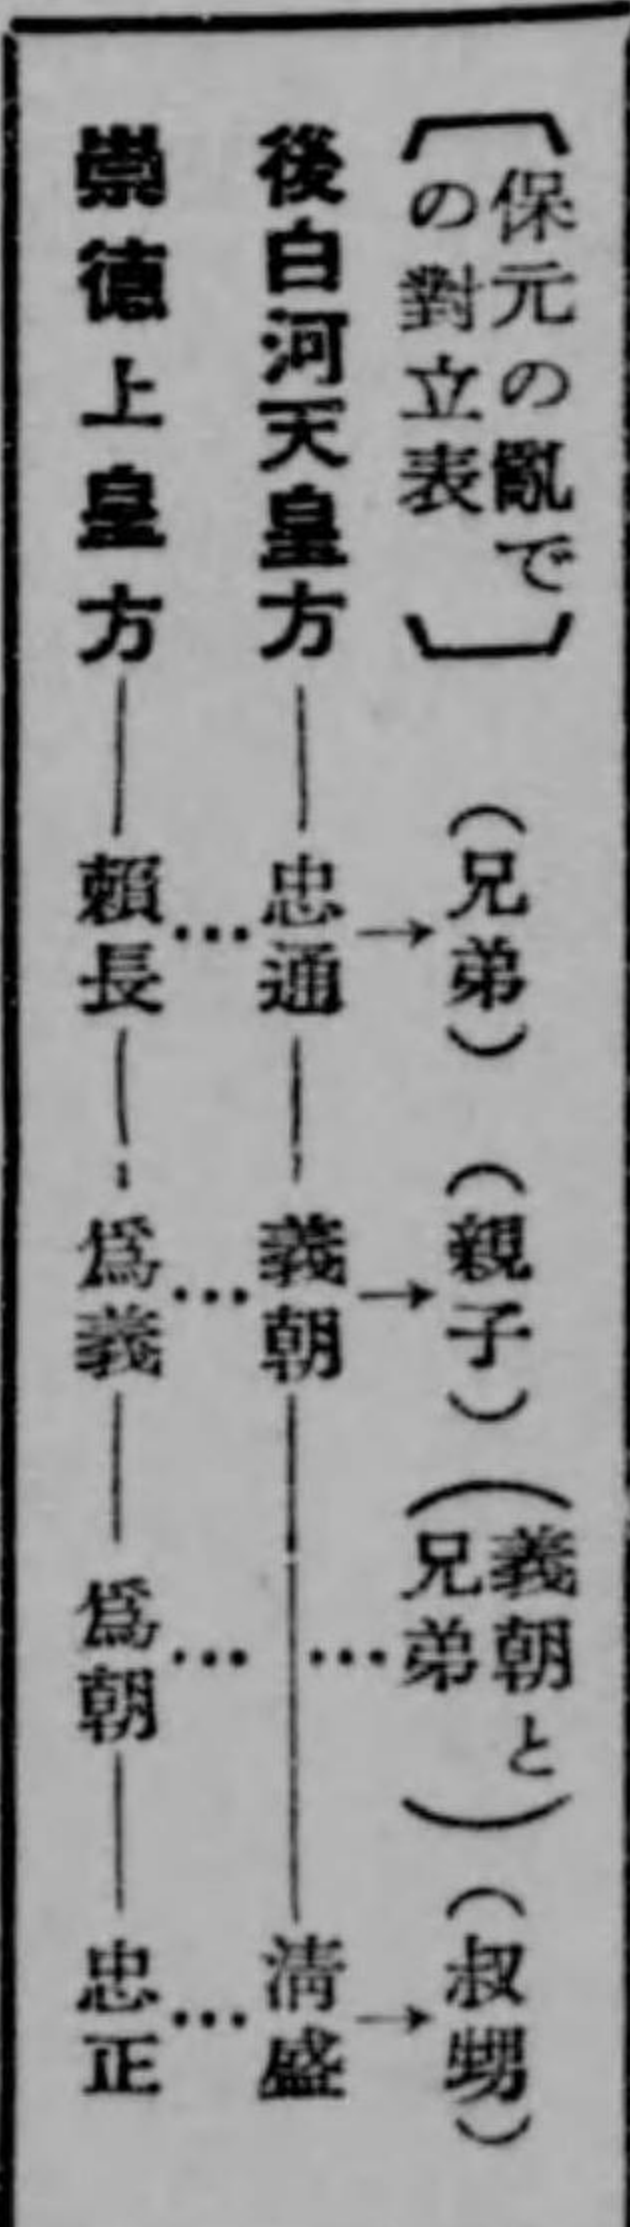 保元の亂で
の對立表
(兄弟)
(親子)
義朝と
兄弟
(叔甥)
後白河天皇方
忠通
義朝
清盛
崇德上皇方
賴長
爲義
爲朝
忠正